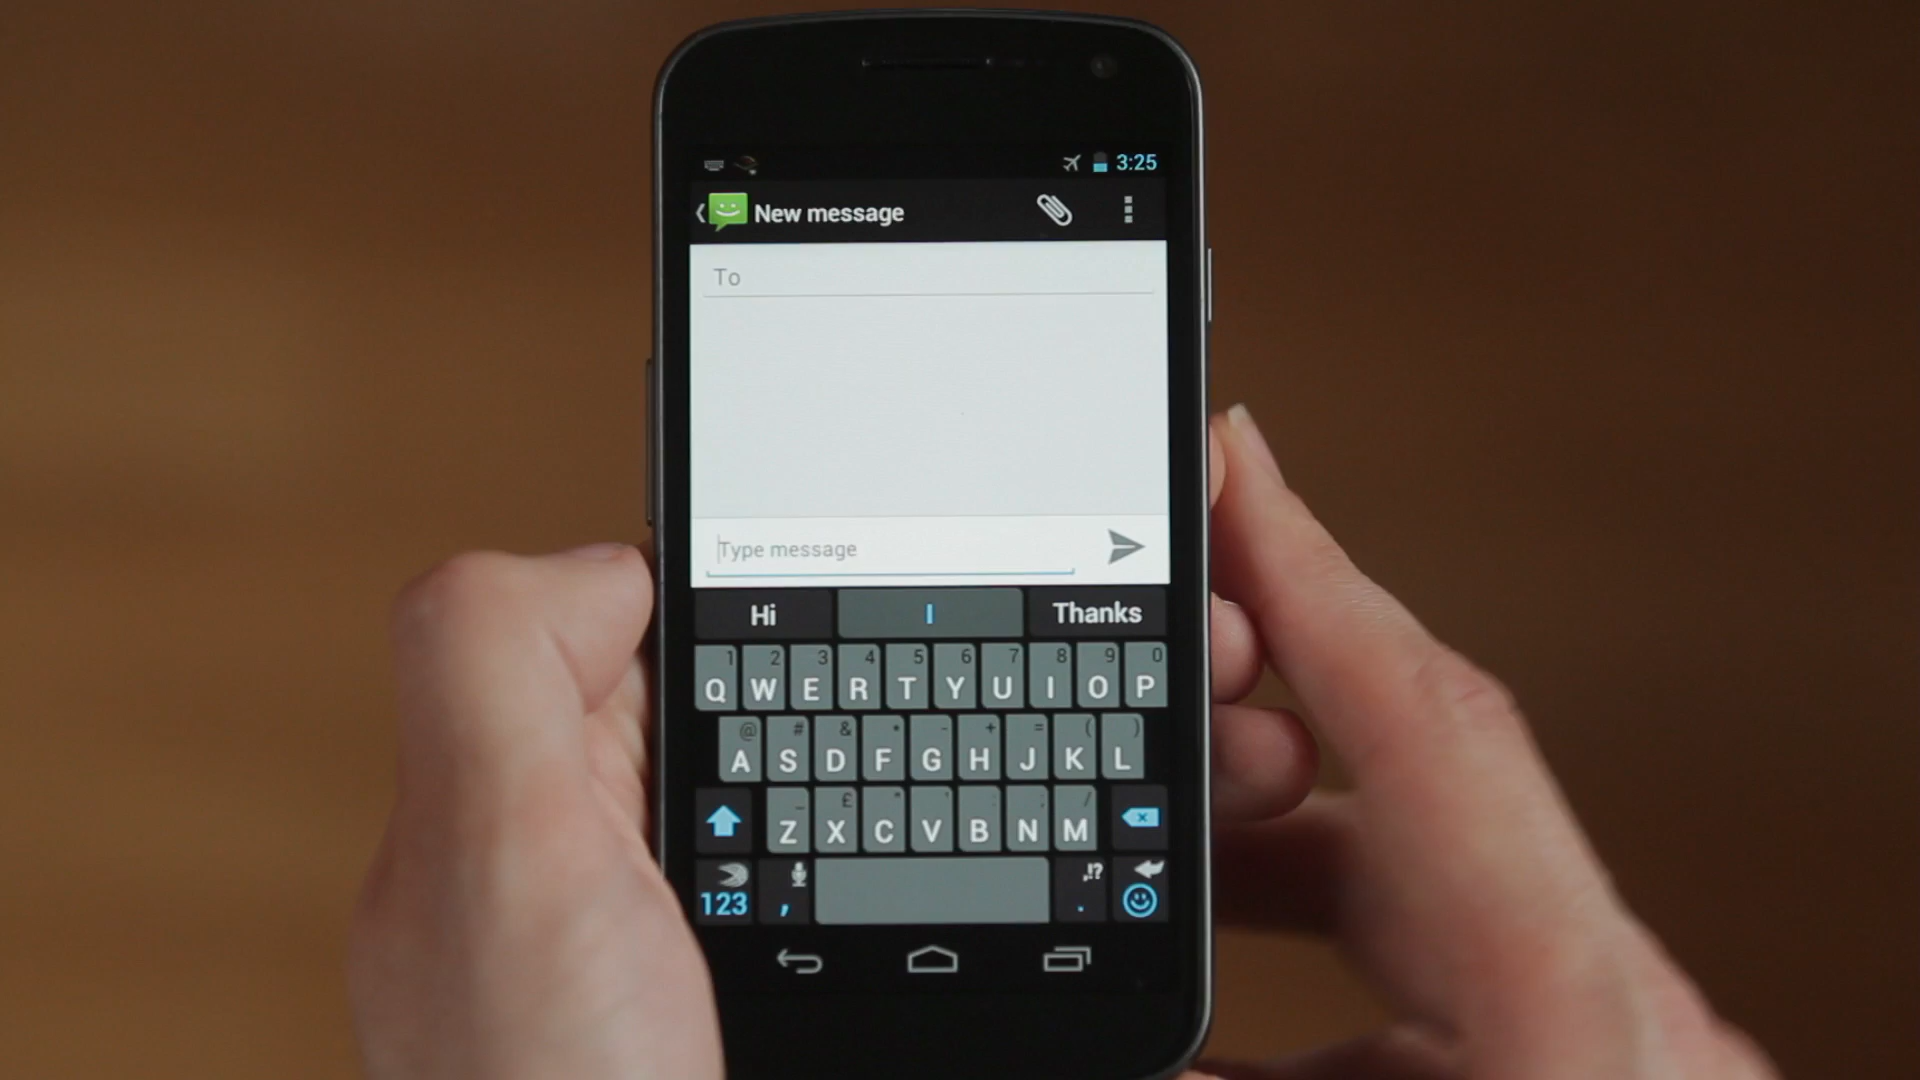 3:25
New message
To
Type message
Hi I Thanks
1 2 3 4 5 6 7 8 9 0
Q W E R T Y U I O P
@ # & * - + = ( )
A S D F G H J K L
_ £ " ' : ; /
Z X C V B N M
,!?
123 , .